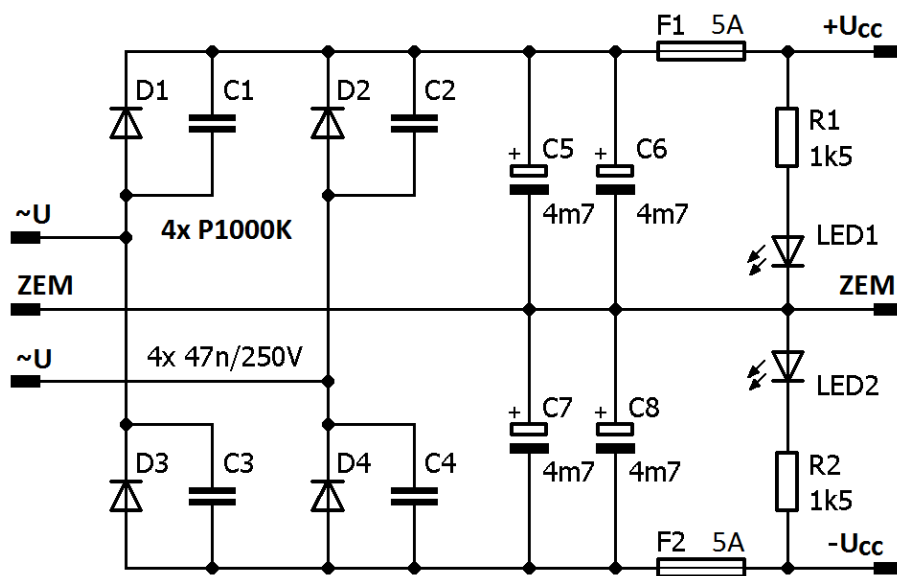 F1 5A +Ucc
D1 C1 D2 C2
R1
1k5
C5 C6
+ +
4m7 4m7
~U
4x P1000K
LED1
ZEM ZEM
~U
4x 47n/250V
LED2
C7 C8
+ +
4m7 4m7
D3 C3 D4 C4
R2
1k5
F2 5A -Ucc